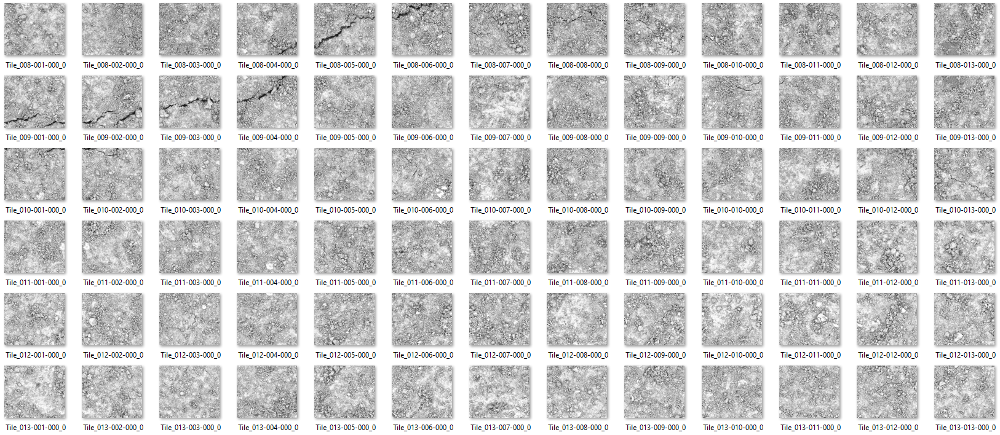 Tile_008-001-000_0 Tile_008-002-000_0 Tile_008-003-000_0 Tile_008-004-000_0 Tile_008-005-000_0 Tile_008-006-000_0 Tile_008-007-000_0 Tile_008-008-000_0 Tile_008-009-000_0 Tile_008-010-000_0 Tile_008-011-000_0 Tile_008-012-000_0 Tile_008-013-000_0
Tile_009-001-000_0 Tile_009-002-000_0 Tile_009-003-000_0 Tile_009-004-000_0 Tile_009-005-000_0 Tile_009-006-000_0 Tile_009-007-000_0 Tile_009-008-000_0 Tile_009-009-000_0 Tile_009-010-000_0 Tile_009-011-000_0 Tile_009-012-000_0 Tile_009-013-000_0
Tile_010-001-000_0 Tile_010-002-000_0 Tile_010-003-000_0 Tile_010-004-000_0 Tile_010-005-000_0 Tile_010-006-000_0 Tile_010-007-000_0 Tile_010-008-000_0 Tile_010-009-000_0 Tile_010-010-000_0 Tile_010-011-000_0 Tile_010-012-000_0 Tile_010-013-000_0
Tile_011-001-000_0 Tile_011-002-000_0 Tile_011-003-000_0 Tile_011-004-000_0 Tile_011-005-000_0 Tile_011-006-000_0 Tile_011-007-000_0 Tile_011-008-000_0 Tile_011-009-000_0 Tile_011-010-000_0 Tile_011-011-000_0 Tile_011-012-000_0 Tile_011-013-000_0
Tile_012-001-000_0 Tile_012-002-000_0 Tile_012-003-000_0 Tile_012-004-000_0 Tile_012-005-000_0 Tile_012-006-000_0 Tile_012-007-000_0 Tile_012-008-000_0 Tile_012-009-000_0 Tile_012-010-000_0 Tile_012-011-000_0 Tile_012-012-000_0 Tile_012-013-000_0
Tile_013-001-000_0 Tile_013-002-000_0 Tile_013-003-000_0 Tile_013-004-000_0 Tile_013-005-000_0 Tile_013-006-000_0 Tile_013-007-000_0 Tile_013-008-000_0 Tile_013-009-000_0 Tile_013-010-000_0 Tile_013-011-000_0 Tile_013-012-000_0 Tile_013-013-000_0